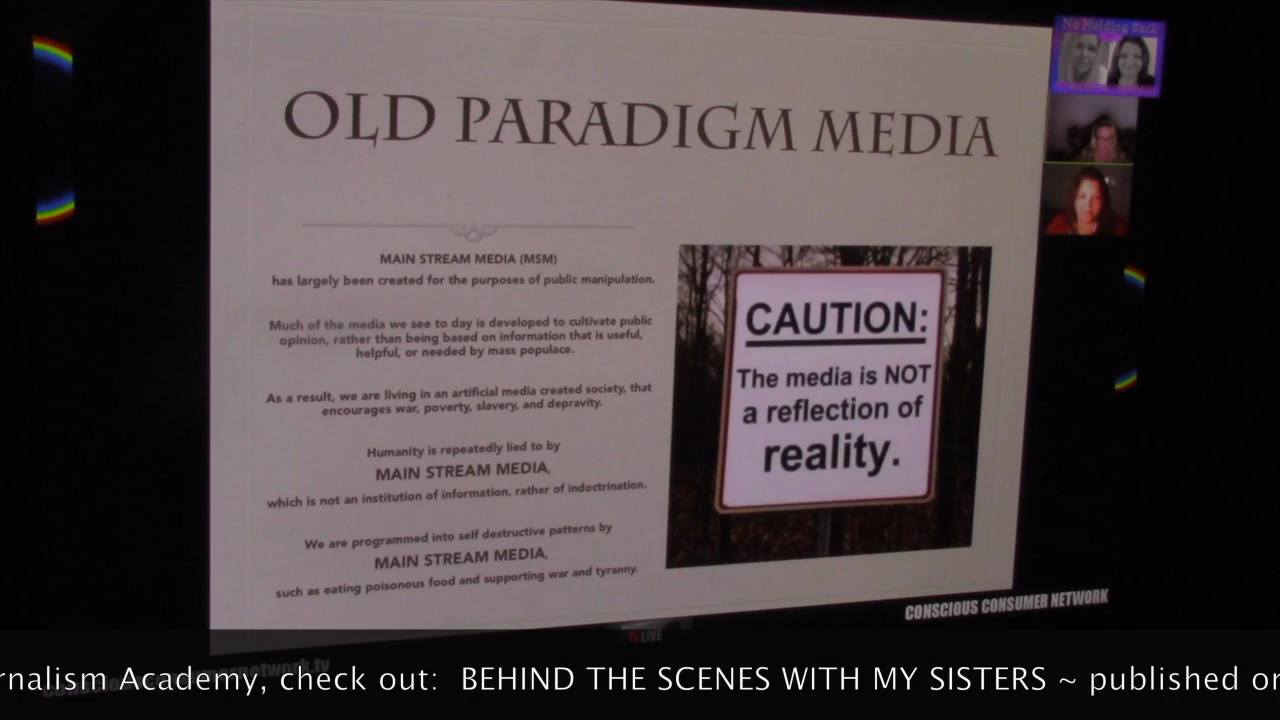 OLD PARADIGM MEDIA
No Holding Back
MAIN STREAM MEDIA (MSM)
has largely been created for the purposes of public manipulation.
Much of the media we see to day is developed to cultivate public
opinion, rather than being based on information that is useful,
helpful, or needed by mass populace.
As a result, we are living in an artificial media created society, that
encourages war, poverty, slavery, and depravity.
Humanity is repeatedly lied to by
MAIN STREAM MEDIA,
which is not an institution of information, rather of indoctrination.
We are programmed into self destructive patterns by
MAIN STREAM MEDIA,
such as eating poisonous food and supporting war and tyranny.
CAUTION:
The media is NOT
a reflection of
reality.
CONSCIOUS CONSUMER NETWORK
LIVE
rnalism Academy, check out: BEHIND THE SCENES WITH MY SISTERS ~ published or